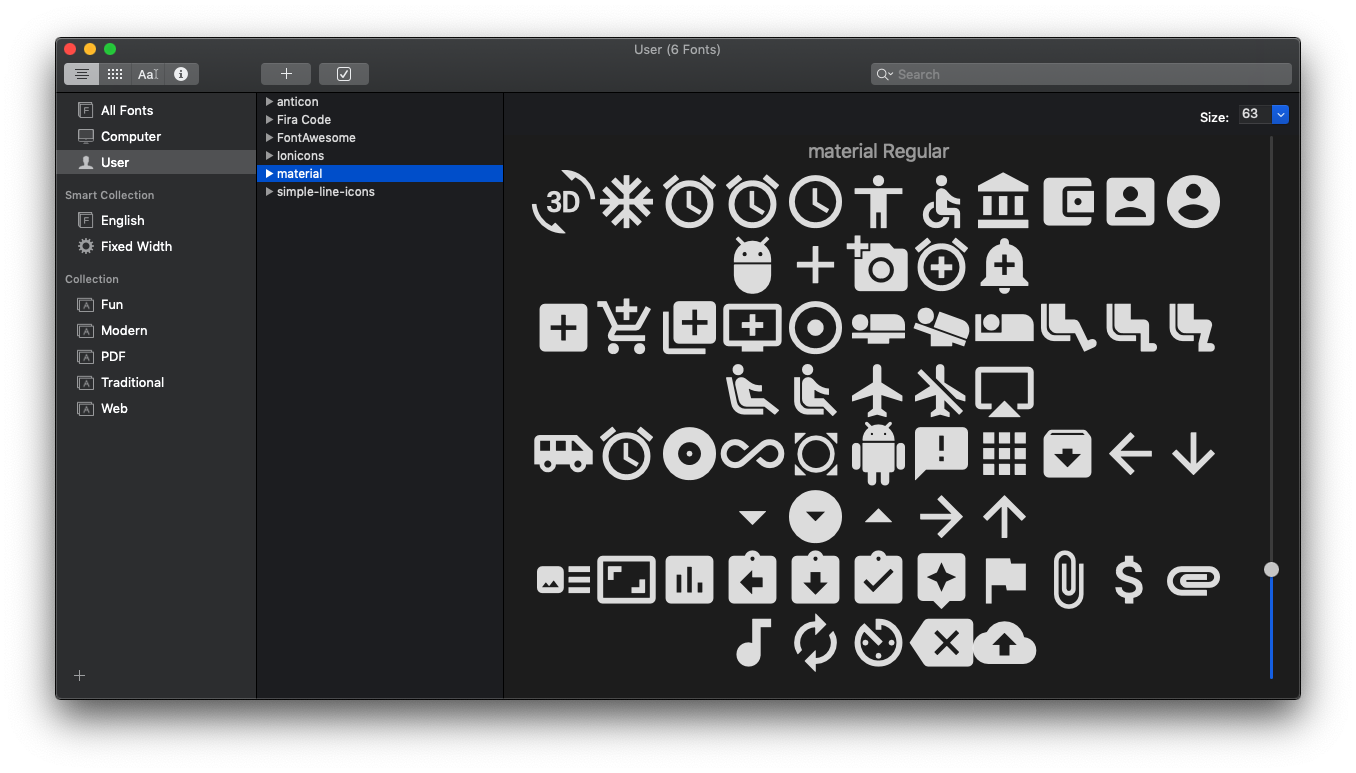 User (6 Fonts)
Aa
Search
All Fonts
Computer
User
Smart Collection
English
Fixed Width
Collection
Fun
Modern
PDF
Traditional
Web
anticon
Fira Code
FontAwesome
Ionicons
material
simple-line-icons
Size: 63
material Regular
3D